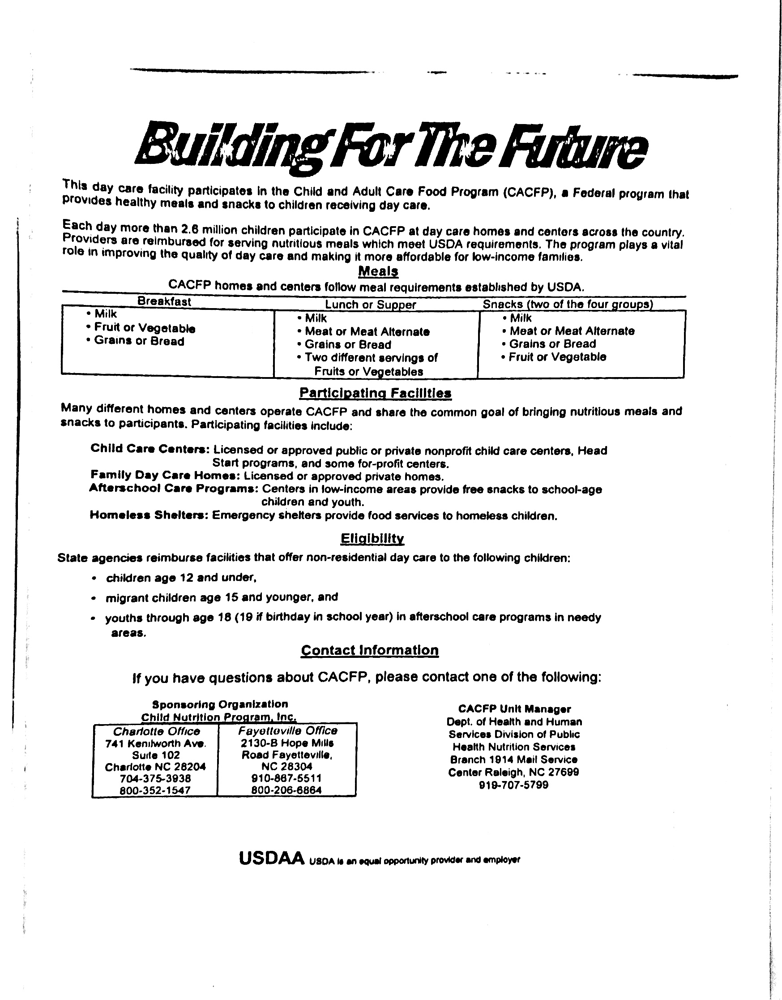 Building For The Future
This day care facility participates in the Child and Adult Care Food Program (CACFP), a Federal program that
provides healthy meals and snacks to children receiving day care.
Each day more than 2.6 million children participate in CACFP at day care homes and centers across the country.
Providers are reimbursed for serving nutritious meals which meet USDA requirements. The program plays a vital
role in improving the quality of day care and making it more affordable for low-income families.
Meals
CACFP homes and centers follow meal requirements established by USDA.
Breakfast
• Milk
• Fruit or Vegetable
• Grains or Bread
Lunch or Supper
• Milk
• Meat or Meat Alternate
• Grains or Bread
• Two different servings of
Fruits or Vegetables
Snacks (two of the four groups)
• Milk
• Meat or Meat Alternate
• Grains or Bread
• Fruit or Vegetable
Participating Facilities
Many different homes and centers operate CACFP and share the common goal of bringing nutritious meals and
snacks to participants. Participating facilities include:
Child Care Centers: Licensed or approved public or private nonprofit child care centers, Head
Start programs, and some for-profit centers.
Family Day Care Homes: Licensed or approved private homes.
Afterschool Care Programs: Centers in low-income areas provide free snacks to school-age
children and youth.
Homeless Shelters: Emergency shelters provide food services to homeless children.
Eligibility
State agencies reimburse facilities that offer non-residential day care to the following children:
• children age 12 and under,
• migrant children age 15 and younger, and
• youths through age 18 (19 if birthday in school year) in afterschool care programs in needy
areas.
Contact Information
If you have questions about CACFP, please contact one of the following:
Sponsoring Organization
Child Nutrition Program, Inc.
Charlotte Office
741 Kenilworth Ave.
Suite 102
Charlotte NC 28204
704-375-3938
800-352-1547
Fayetteville Office
2130-B Hope Mills
Road Fayetteville,
NC 28304
910-867-5511
800-206-6864
CACFP Unit Manager
Dept. of Health and Human
Services Division of Public
Health Nutrition Services
Branch 1914 Mail Service
Center Raleigh, NC 27699
919-707-5799
USDAA USDA is an equal opportunity provider and employer